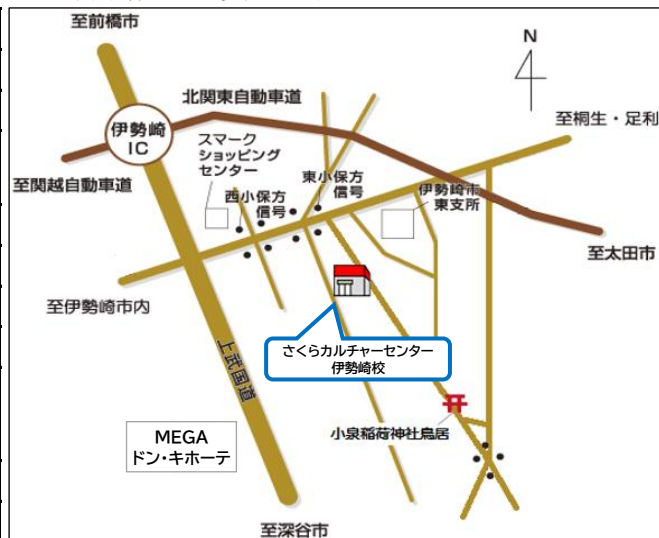 至前橋市
N
北関東自動車道
至桐生・足利
伊勢崎
IC
スマーク
ショッピング
センター
東小保方
信号
至関越自動車道
西小保方
信号
伊勢崎市
東支所
至太田市
至伊勢崎市内
さくらカルチャーセンター
伊勢崎校
上武国道
小泉稲荷神社鳥居
MEGA
ドン・キホーテ
至深谷市